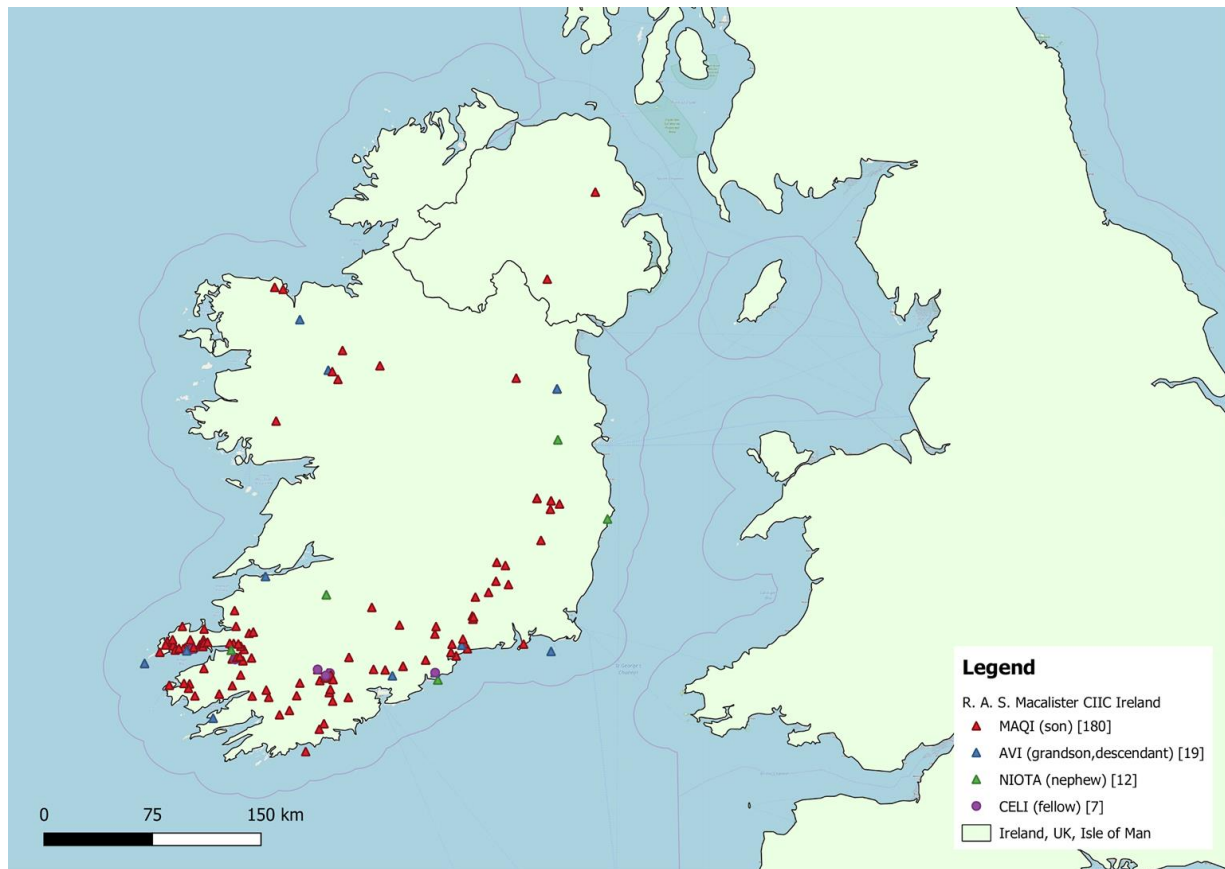 Legend
R. A. S. Macalister CIIC Ireland
MAQI (son) [180]
AVI (grandson,descendant) [19]
NIOTA (nephew) [12]
CELI (fellow) [7]
Ireland, UK, Isle of Man
0 75 150 km